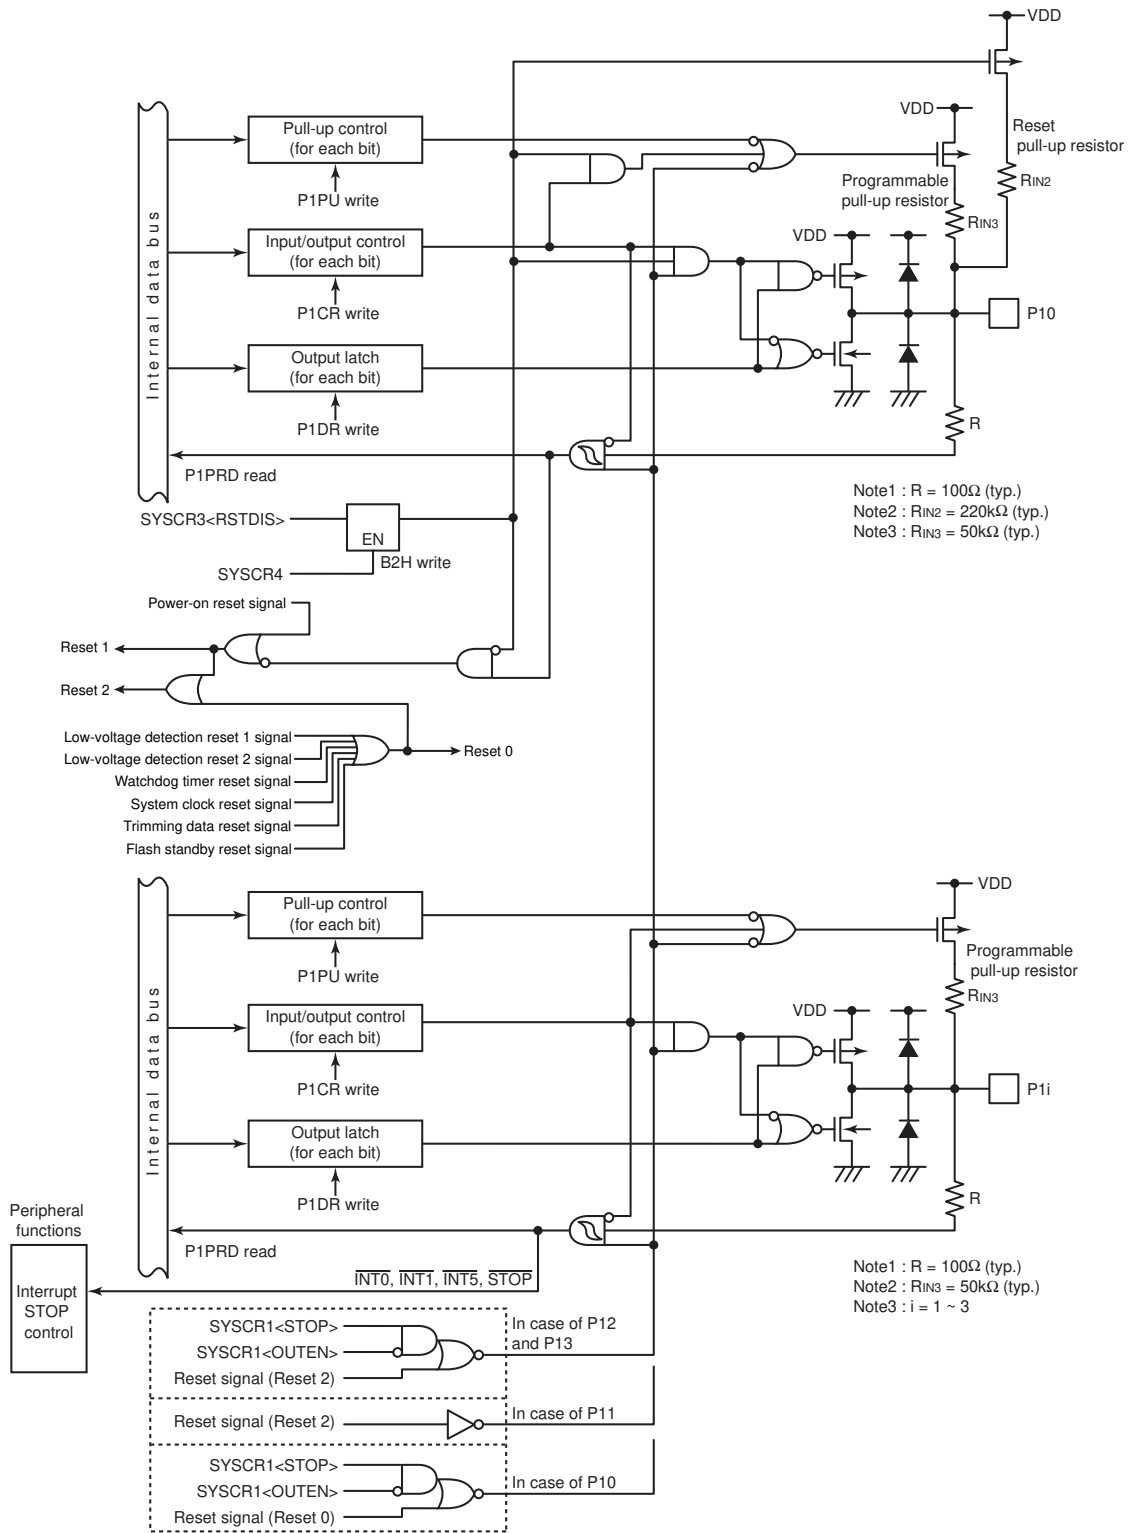 VDD
VDD
Reset
pull-up resistor
Pull-up control
(for each bit)
P1PU write
Programmable
pull-up resistor
RIN2
RIN3
VDD
Internal data bus
Input/output control
(for each bit)
P1CR write
P10
Output latch
(for each bit)
P1DR write
R
P1PRD read
Note1 : R = 100Ω (typ.)
Note2 : RIN2 = 220kΩ (typ.)
Note3 : RIN3 = 50kΩ (typ.)
SYSCR3<RSTDIS>
EN
B2H write
SYSCR4
Power-on reset signal
Reset 1
Reset 2
Low-voltage detection reset 1 signal
Low-voltage detection reset 2 signal
Reset 0
Watchdog timer reset signal
System clock reset signal
Trimming data reset signal
Flash standby reset signal
VDD
Pull-up control
(for each bit)
P1PU write
Programmable
pull-up resistor
RIN3
VDD
Internal data bus
Input/output control
(for each bit)
P1CR write
P1i
Output latch
(for each bit)
P1DR write
R
Peripheral
functions
P1PRD read
INT0, INT1, INT5, STOP
Interrupt
STOP
control
Note1 : R = 100Ω (typ.)
Note2 : RIN3 = 50kΩ (typ.)
Note3 : i = 1 ~ 3
SYSCR1<STOP>
SYSCR1<OUTEN>
Reset signal (Reset 2)
In case of P12
and P13
Reset signal (Reset 2)
In case of P11
SYSCR1<STOP>
SYSCR1<OUTEN>
Reset signal (Reset 0)
In case of P10